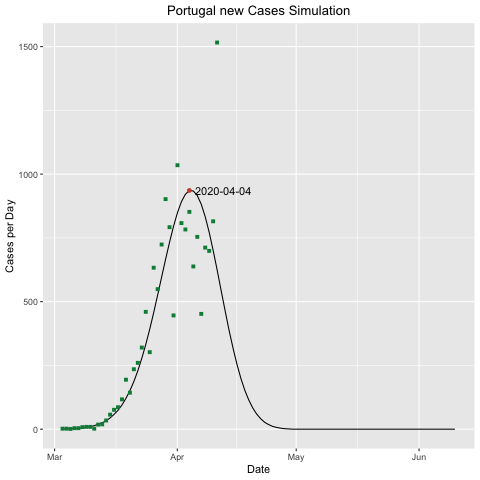 Portugal new Cases Simulation
1500
1000
2020-04-04
500
0
Cases per Day
Mar Apr May Jun
Date